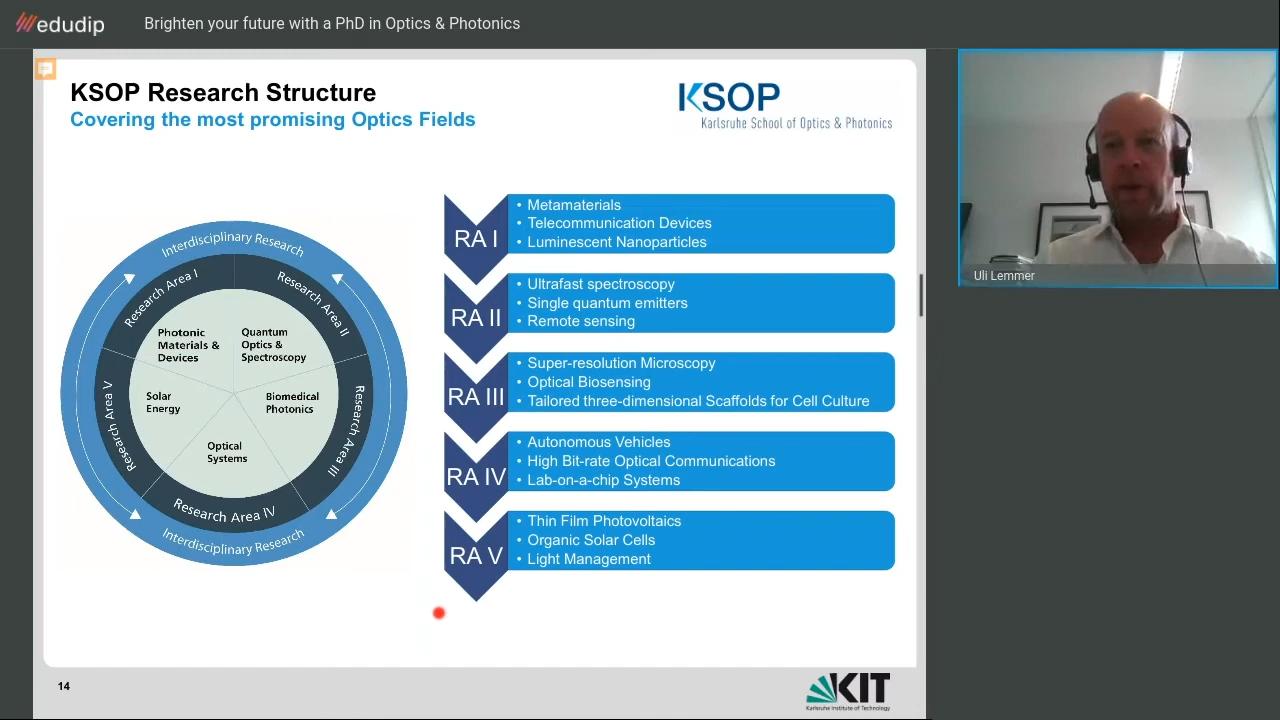 edudip
Brighten your future with a PhD in Optics & Photonics
KSOP Research Structure
Covering the most promising Optics Fields
KSOP
Karlsruhe School of Optics & Photonics
Interdisciplinary Research
Research Area I
Research Area II
Photonic
Materials &
Devices
Quantum
Optics &
Spectroscopy
Solar
Energy
Biomedical
Photonics
Optical
Systems
Research Area V
Research Area III
Research Area IV
Interdisciplinary Research
RA I
• Metamaterials
• Telecommunication Devices
• Luminescent Nanoparticles
RA II
• Ultrafast spectroscopy
• Single quantum emitters
• Remote sensing
RA III
• Super-resolution Microscopy
• Optical Biosensing
• Tailored three-dimensional Scaffolds for Cell Culture
RA IV
• Autonomous Vehicles
• High Bit-rate Optical Communications
• Lab-on-a-chip Systems
RA V
• Thin Film Photovoltaics
• Organic Solar Cells
• Light Management
Uli Lemmer
14
KIT
Karlsruhe Institute of Technology